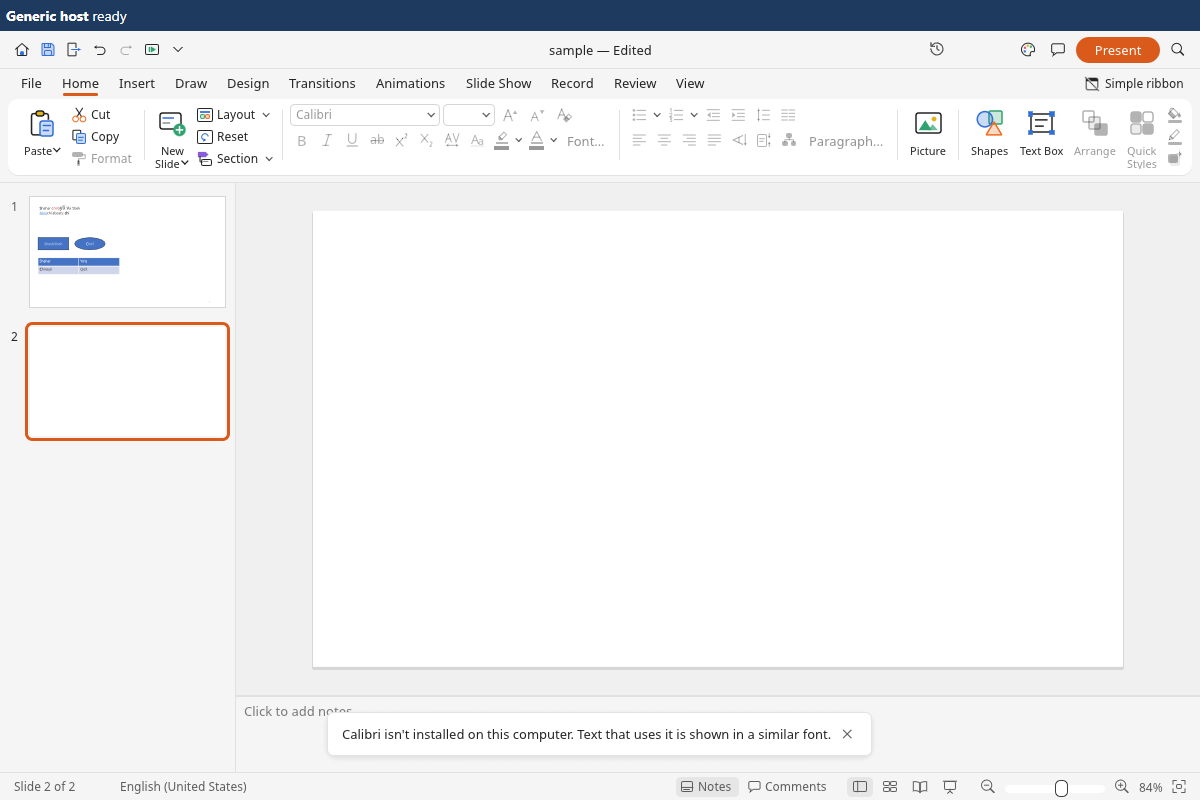 Generic host ready
sample — Edited
Present
File Home Insert Draw Design Transitions Animations Slide Show Record Review View Simple ribbon
Paste
Cut
Copy
Format
New
Slide
Layout
Reset
Section
Calibri
Font...
Paragraph...
Picture
Shapes
Text Box
Arrange
Quick
Styles
1
2
Click to add notes
Calibri isn't installed on this computer. Text that uses it is shown in a similar font.
Slide 2 of 2 English (United States) Notes Comments 84%